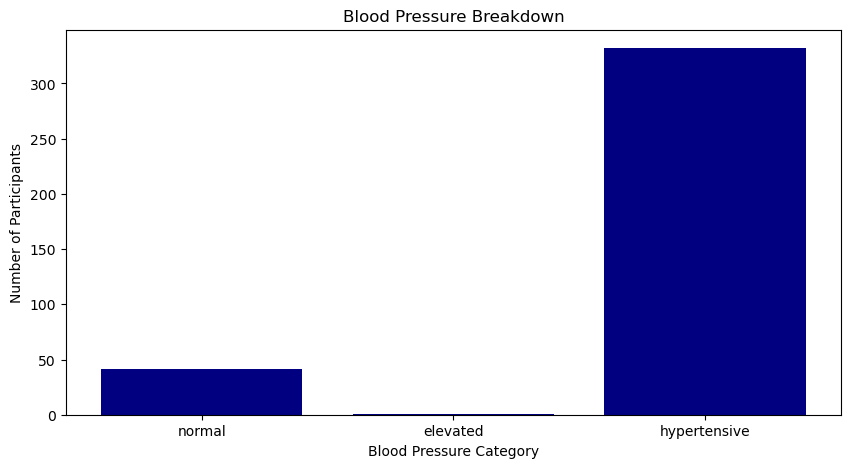 Blood Pressure Breakdown
Number of Participants
300
250
200
150
100
50
0
normal elevated hypertensive
Blood Pressure Category